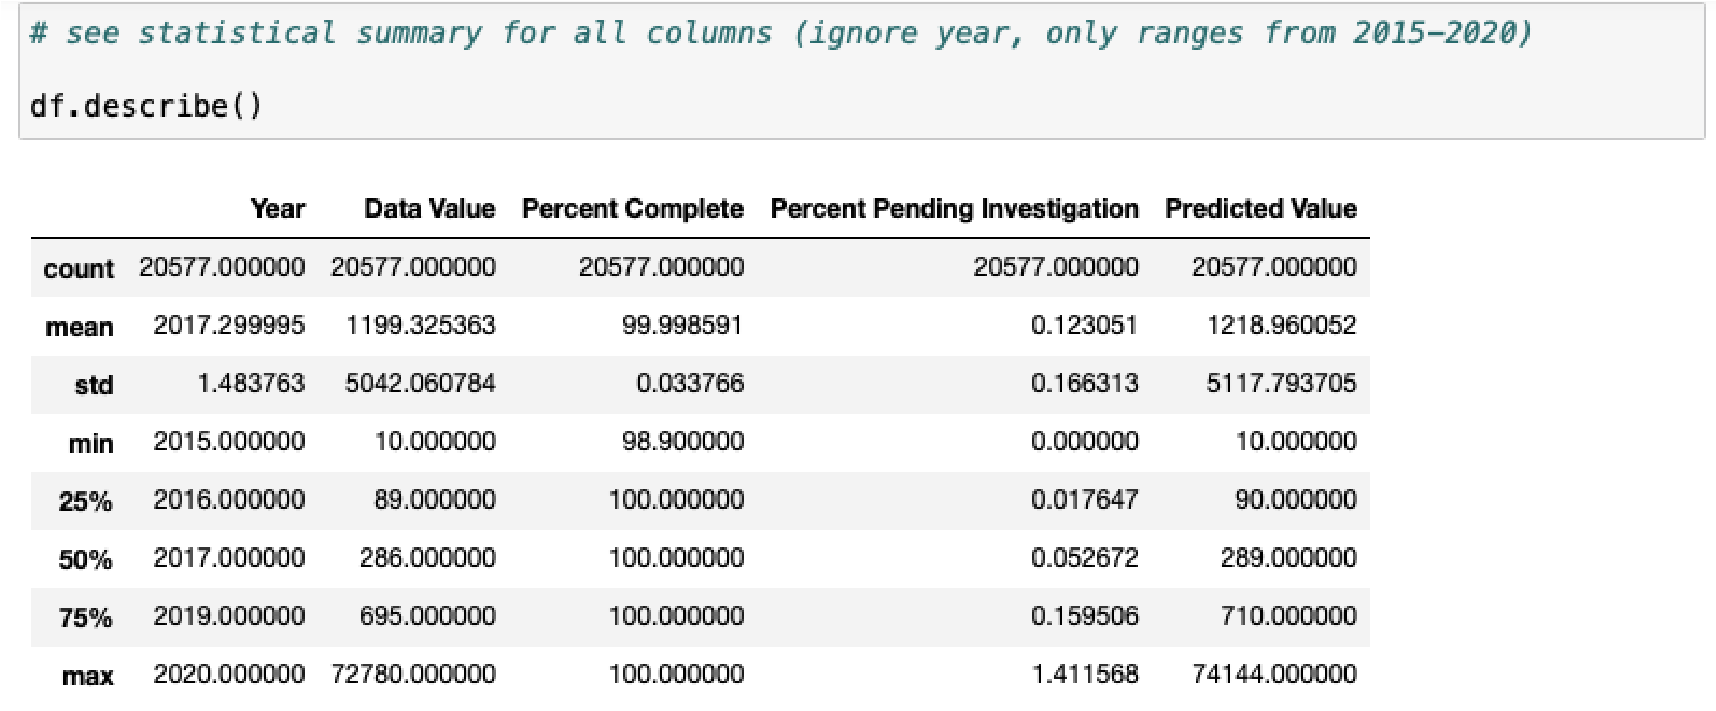 # see statistical summary for all columns (ignore year, only ranges from 2015–2020)
df.describe()
Year Data Value Percent Complete Percent Pending Investigation Predicted Value
count 20577.000000 20577.000000 20577.000000 20577.000000 20577.000000
mean 2017.299995 1199.325363 99.998591 0.123051 1218.960052
std 1.483763 5042.060784 0.033766 0.166313 5117.793705
min 2015.000000 10.000000 98.900000 0.000000 10.000000
25% 2016.000000 89.000000 100.000000 0.017647 90.000000
50% 2017.000000 286.000000 100.000000 0.052672 289.000000
75% 2019.000000 695.000000 100.000000 0.159506 710.000000
max 2020.000000 72780.000000 100.000000 1.411568 74144.000000